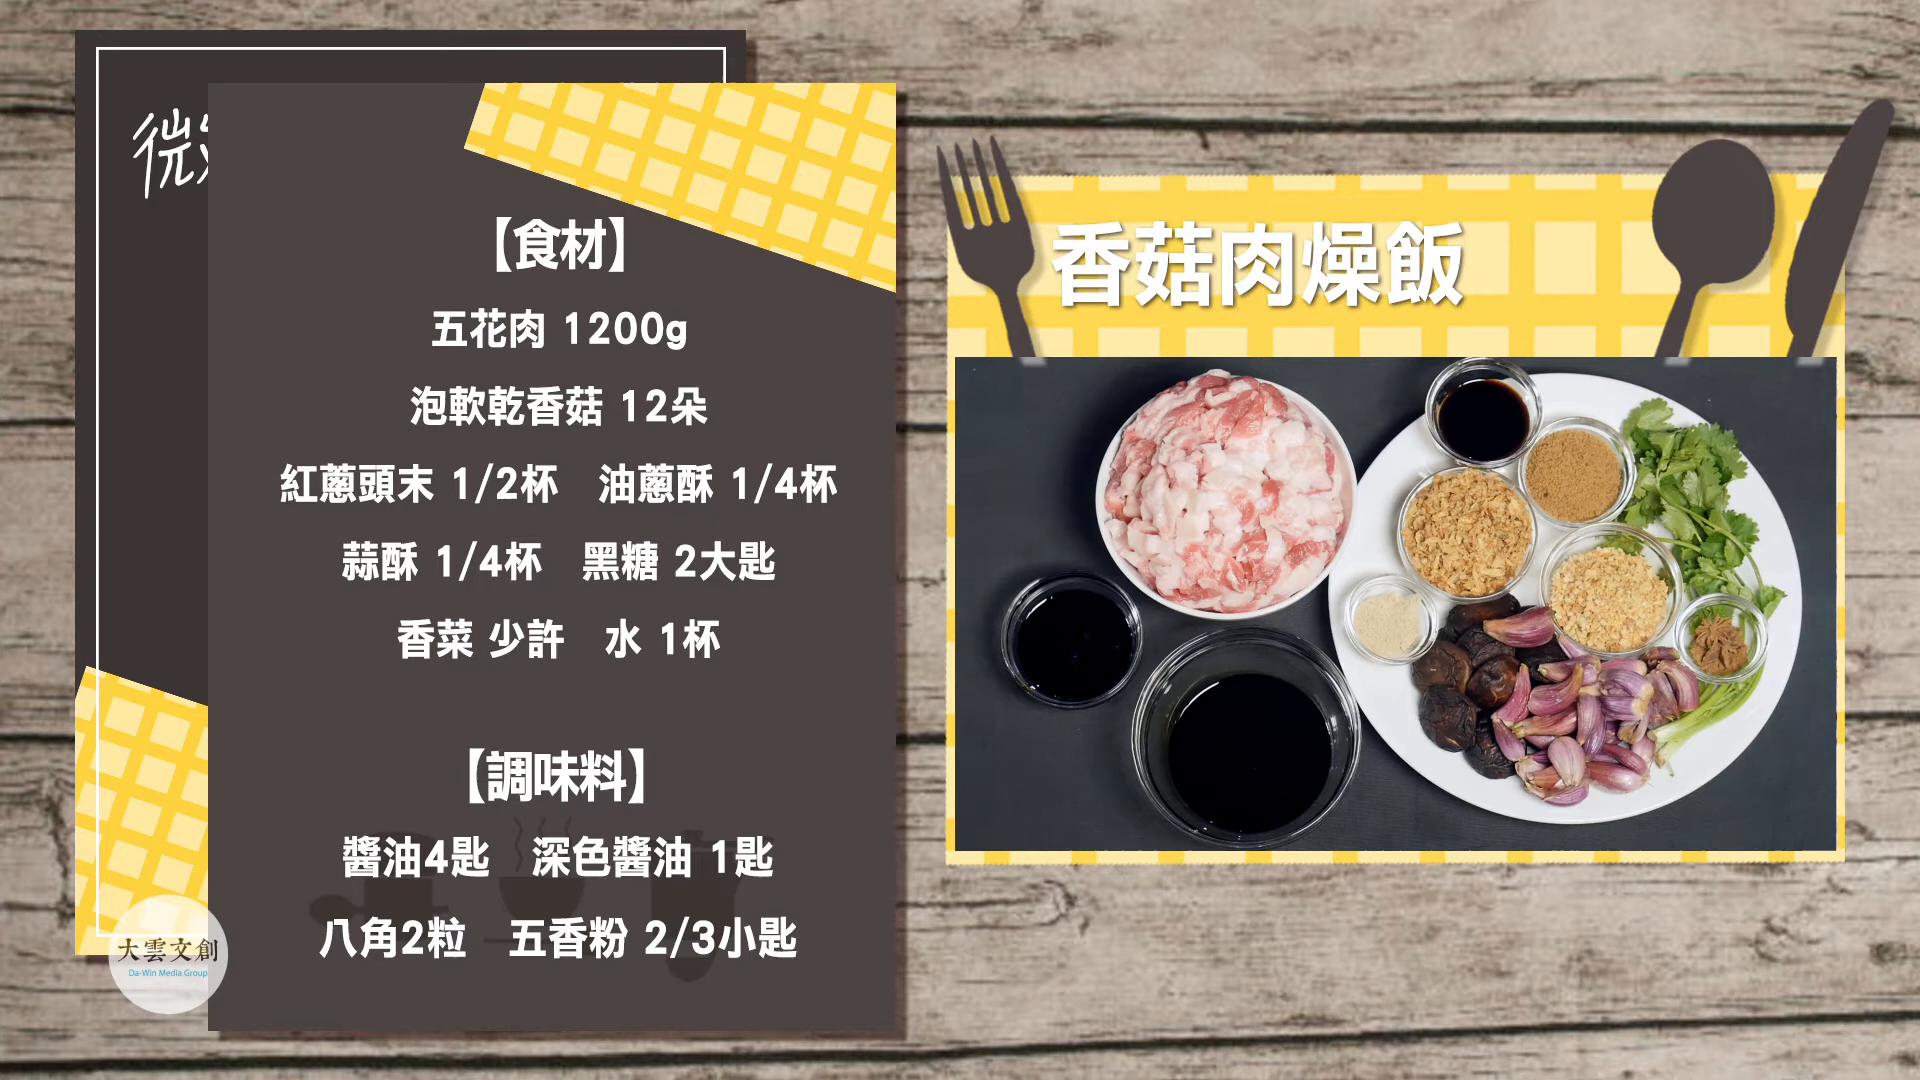 【食材】
五花肉 1200g
泡軟乾香菇 12朵
紅蔥頭末 1/2杯　油蔥酥 1/4杯
蒜酥 1/4杯　黑糖 2大匙
香菜 少許　水 1杯
【調味料】
醬油4匙　深色醬油 1匙
八角2粒　五香粉 2/3小匙
香菇肉燥飯
大雲文創
Da-Win Media Group